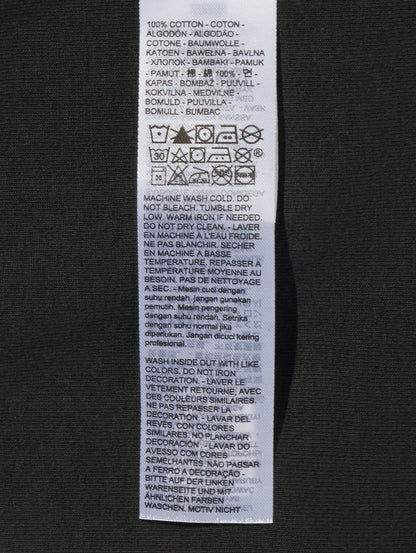 100% COTTON - COTON -
ALGODÓN - ALGODÃO -
COTONE - BAUMWOLLE -
KATOEN - BAWEŁNA - BAVLNA
- ХЛОПОК - BAMBAKI - PAMUK
- PAMUT - 棉 - 綿 100% - 면 -
KAPAS - BOMBAŽ - PUUVILL -
KOKVILNA - MEDVILNĖ -
BOMULD - PUUVILLA -
BOMULL - BUMBAC
30
®
MACHINE WASH COLD. DO
NOT BLEACH. TUMBLE DRY
LOW. WARM IRON IF NEEDED.
DO NOT DRY CLEAN. - LAVER
EN MACHINE A L'EAU FROIDE.
NE PAS BLANCHIR. SECHER
EN MACHINE A BASSE
TEMPERATURE. REPASSER A
TEMPERATURE MOYENNE AU
BESOIN. PAS DE NETTOYAGE
A SEC. - Mesin cuci dengan
suhu rendah. jangan gunakan
pemutih. Mesin pengering
dengan suhu rendah. Setrika
dengan suhu normal jika
diperlukan. Jangan dicuci kering
profesional.
WASH INSIDE OUT WITH LIKE
COLORS. DO NOT IRON
DECORATION. - LAVER LE
VETEMENT RETOURNE, AVEC
DES COULEURS SIMILAIRES.
NE PAS REPASSER LA
DECORATION. - LAVAR DEL
REVES, CON COLORES
SIMILARES. NO PLANCHAR
DECORACIÓN. - LAVAR DO
AVESSO COM CORES
SEMELHANTES. NÃO PASSAR
A FERRO A DECORAÇÃO -
BITTE AUF DER LINKEN
WARENSEITE UND MIT
ÄHNLICHEN FARBEN
WASCHEN, MOTIV NICHT